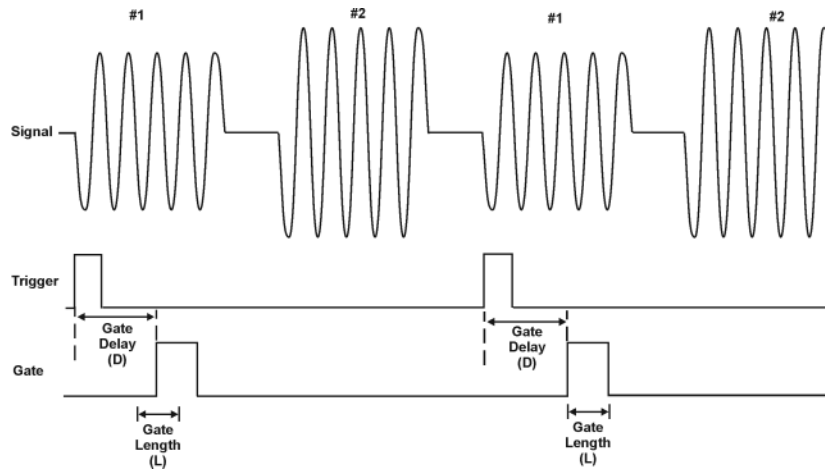 #1
#2
#1
#2
Signal
Trigger
Gate
Delay
(D)
Gate
Delay
(D)
Gate
Gate
Length
(L)
Gate
Length
(L)